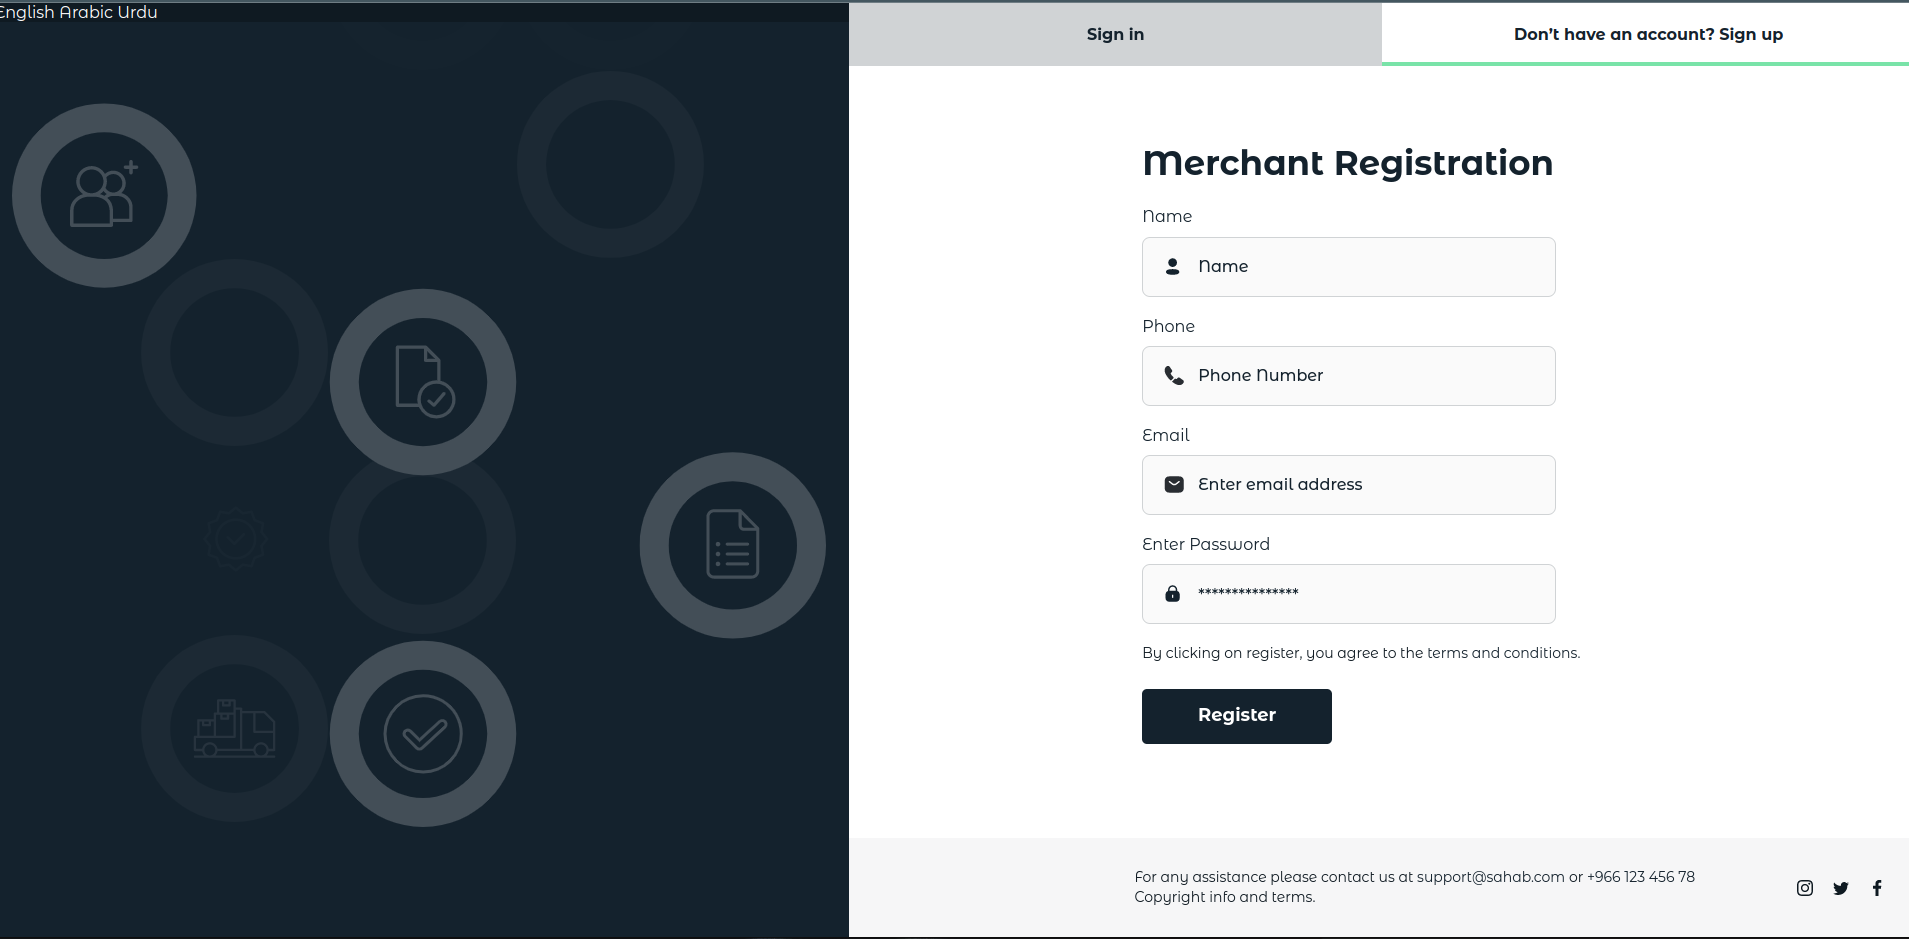 English Arabic Urdu
Sign in
Don't have an account? Sign up
Merchant Registration
Name
Name
Phone
Phone Number
Email
Enter email address
Enter Password
***************
By clicking on register, you agree to the terms and conditions.
Register
For any assistance please contact us at support@sahab.com or +966 123 456 78
Copyright info and terms.